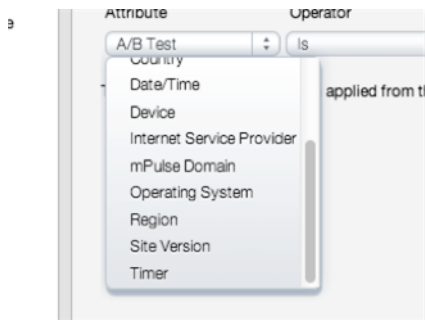 e
Attribute Operator
A/B Test Is
Country
Date/Time
applied from th
Device
Internet Service Provider
mPulse Domain
Operating System
Region
Site Version
Timer